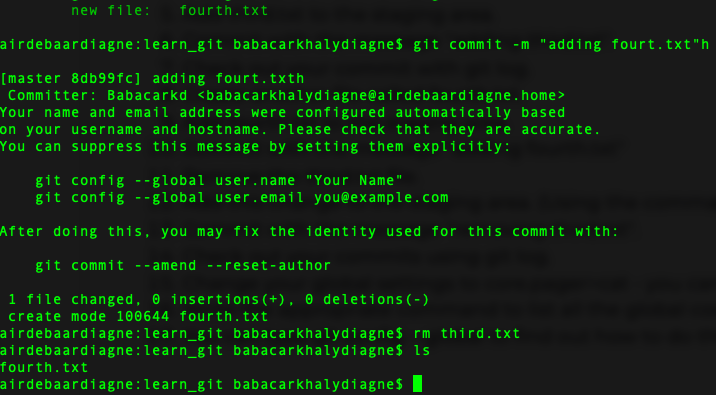 new file:   fourth.txt
airdebaardiagne:learn_git babacarkhalydiagne$ git commit -m "adding fourt.txt"h
[master 8db99fc] adding fourt.txth
Committer: Babacarkd <babacarkhalydiagne@airdebaardiagne.home>
Your name and email address were configured automatically based
on your username and hostname. Please check that they are accurate.
You can suppress this message by setting them explicitly:
git config --global user.name "Your Name"
git config --global user.email you@example.com
After doing this, you may fix the identity used for this commit with:
git commit --amend --reset-author
1 file changed, 0 insertions(+), 0 deletions(-)
create mode 100644 fourth.txt
airdebaardiagne:learn_git babacarkhalydiagne$ rm third.txt
airdebaardiagne:learn_git babacarkhalydiagne$ ls
fourth.txt
airdebaardiagne:learn_git babacarkhalydiagne$